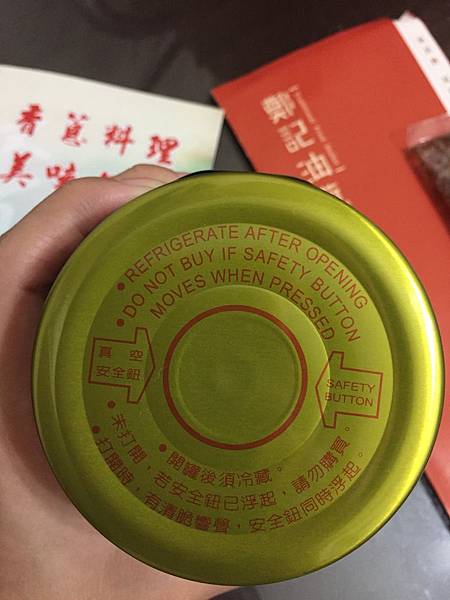 香蔥料理
美味
戴記油
• REFRIGERATE AFTER OPENING
• DO NOT BUY IF SAFETY BUTTON
MOVES WHEN PRESSED
真空
安全鈕
SAFETY
BUTTON
• 開罐後須冷藏。
• 未打開，若安全鈕已浮起，請勿購買。
• 打開時，有清脆響聲，安全鈕同時浮起。